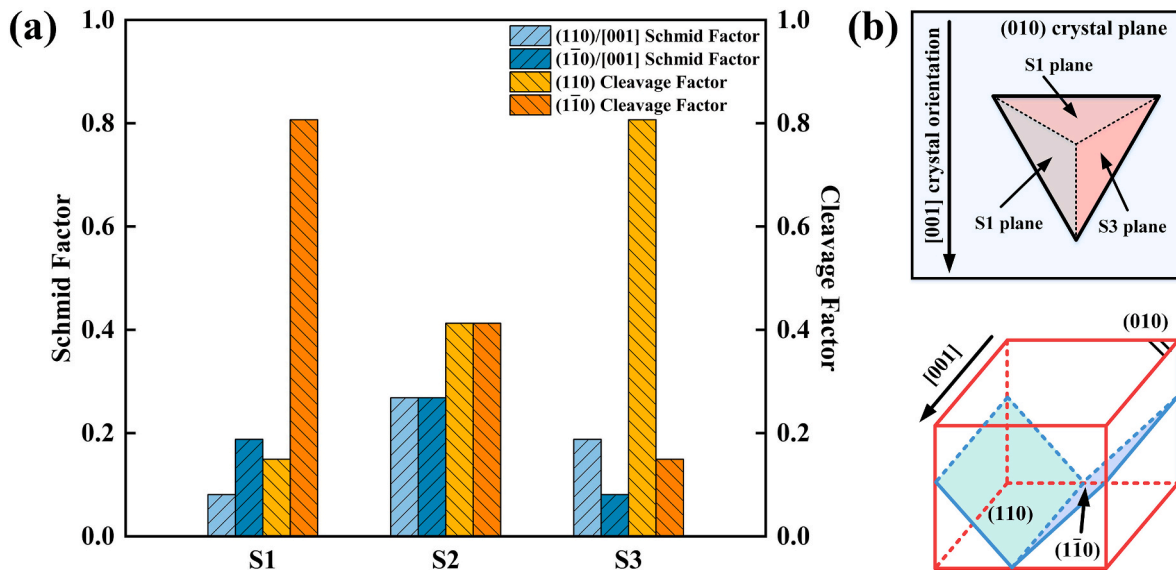 (a)
1.0
0.8
0.6
0.4
0.2
0.0
Schmid Factor
(110)/[001] Schmid Factor
(11̅0)/[001] Schmid Factor
(110) Cleavage Factor
(11̅0) Cleavage Factor
S1
S2
S3
1.0
0.8
0.6
0.4
0.2
0.0
Cleavage Factor
(b)
(010) crystal plane
S1 plane
[001] crystal orientation
S1 plane
S3 plane
(010)
[001]
(110)
(11̅0)